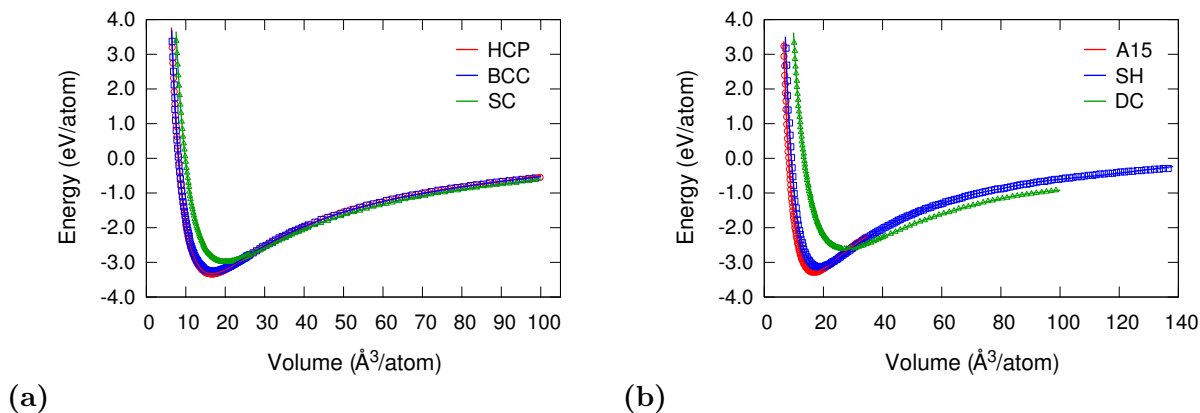 4.0
3.0
2.0
1.0
0.0
-1.0
-2.0
-3.0
-4.0
Energy (eV/atom)
HCP
BCC
SC
0 10 20 30 40 50 60 70 80 90 100
Volume (Å³/atom)
(a)
4.0
3.0
2.0
1.0
0.0
-1.0
-2.0
-3.0
-4.0
Energy (eV/atom)
A15
SH
DC
0 20 40 60 80 100 120 140
Volume (Å³/atom)
(b)